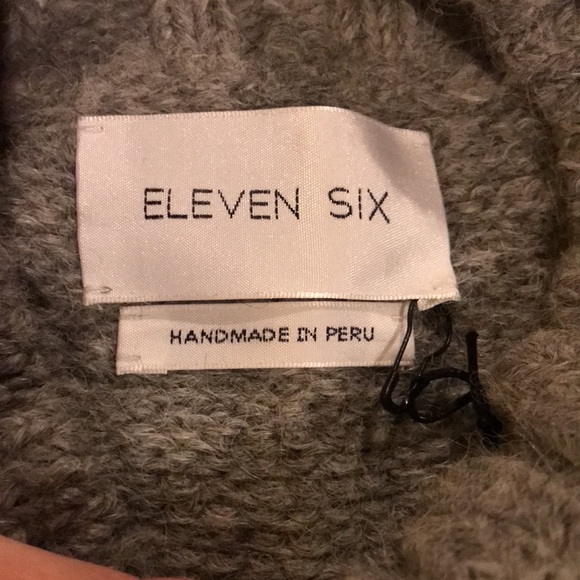 ELEVEN SIX
HANDMADE IN PERU